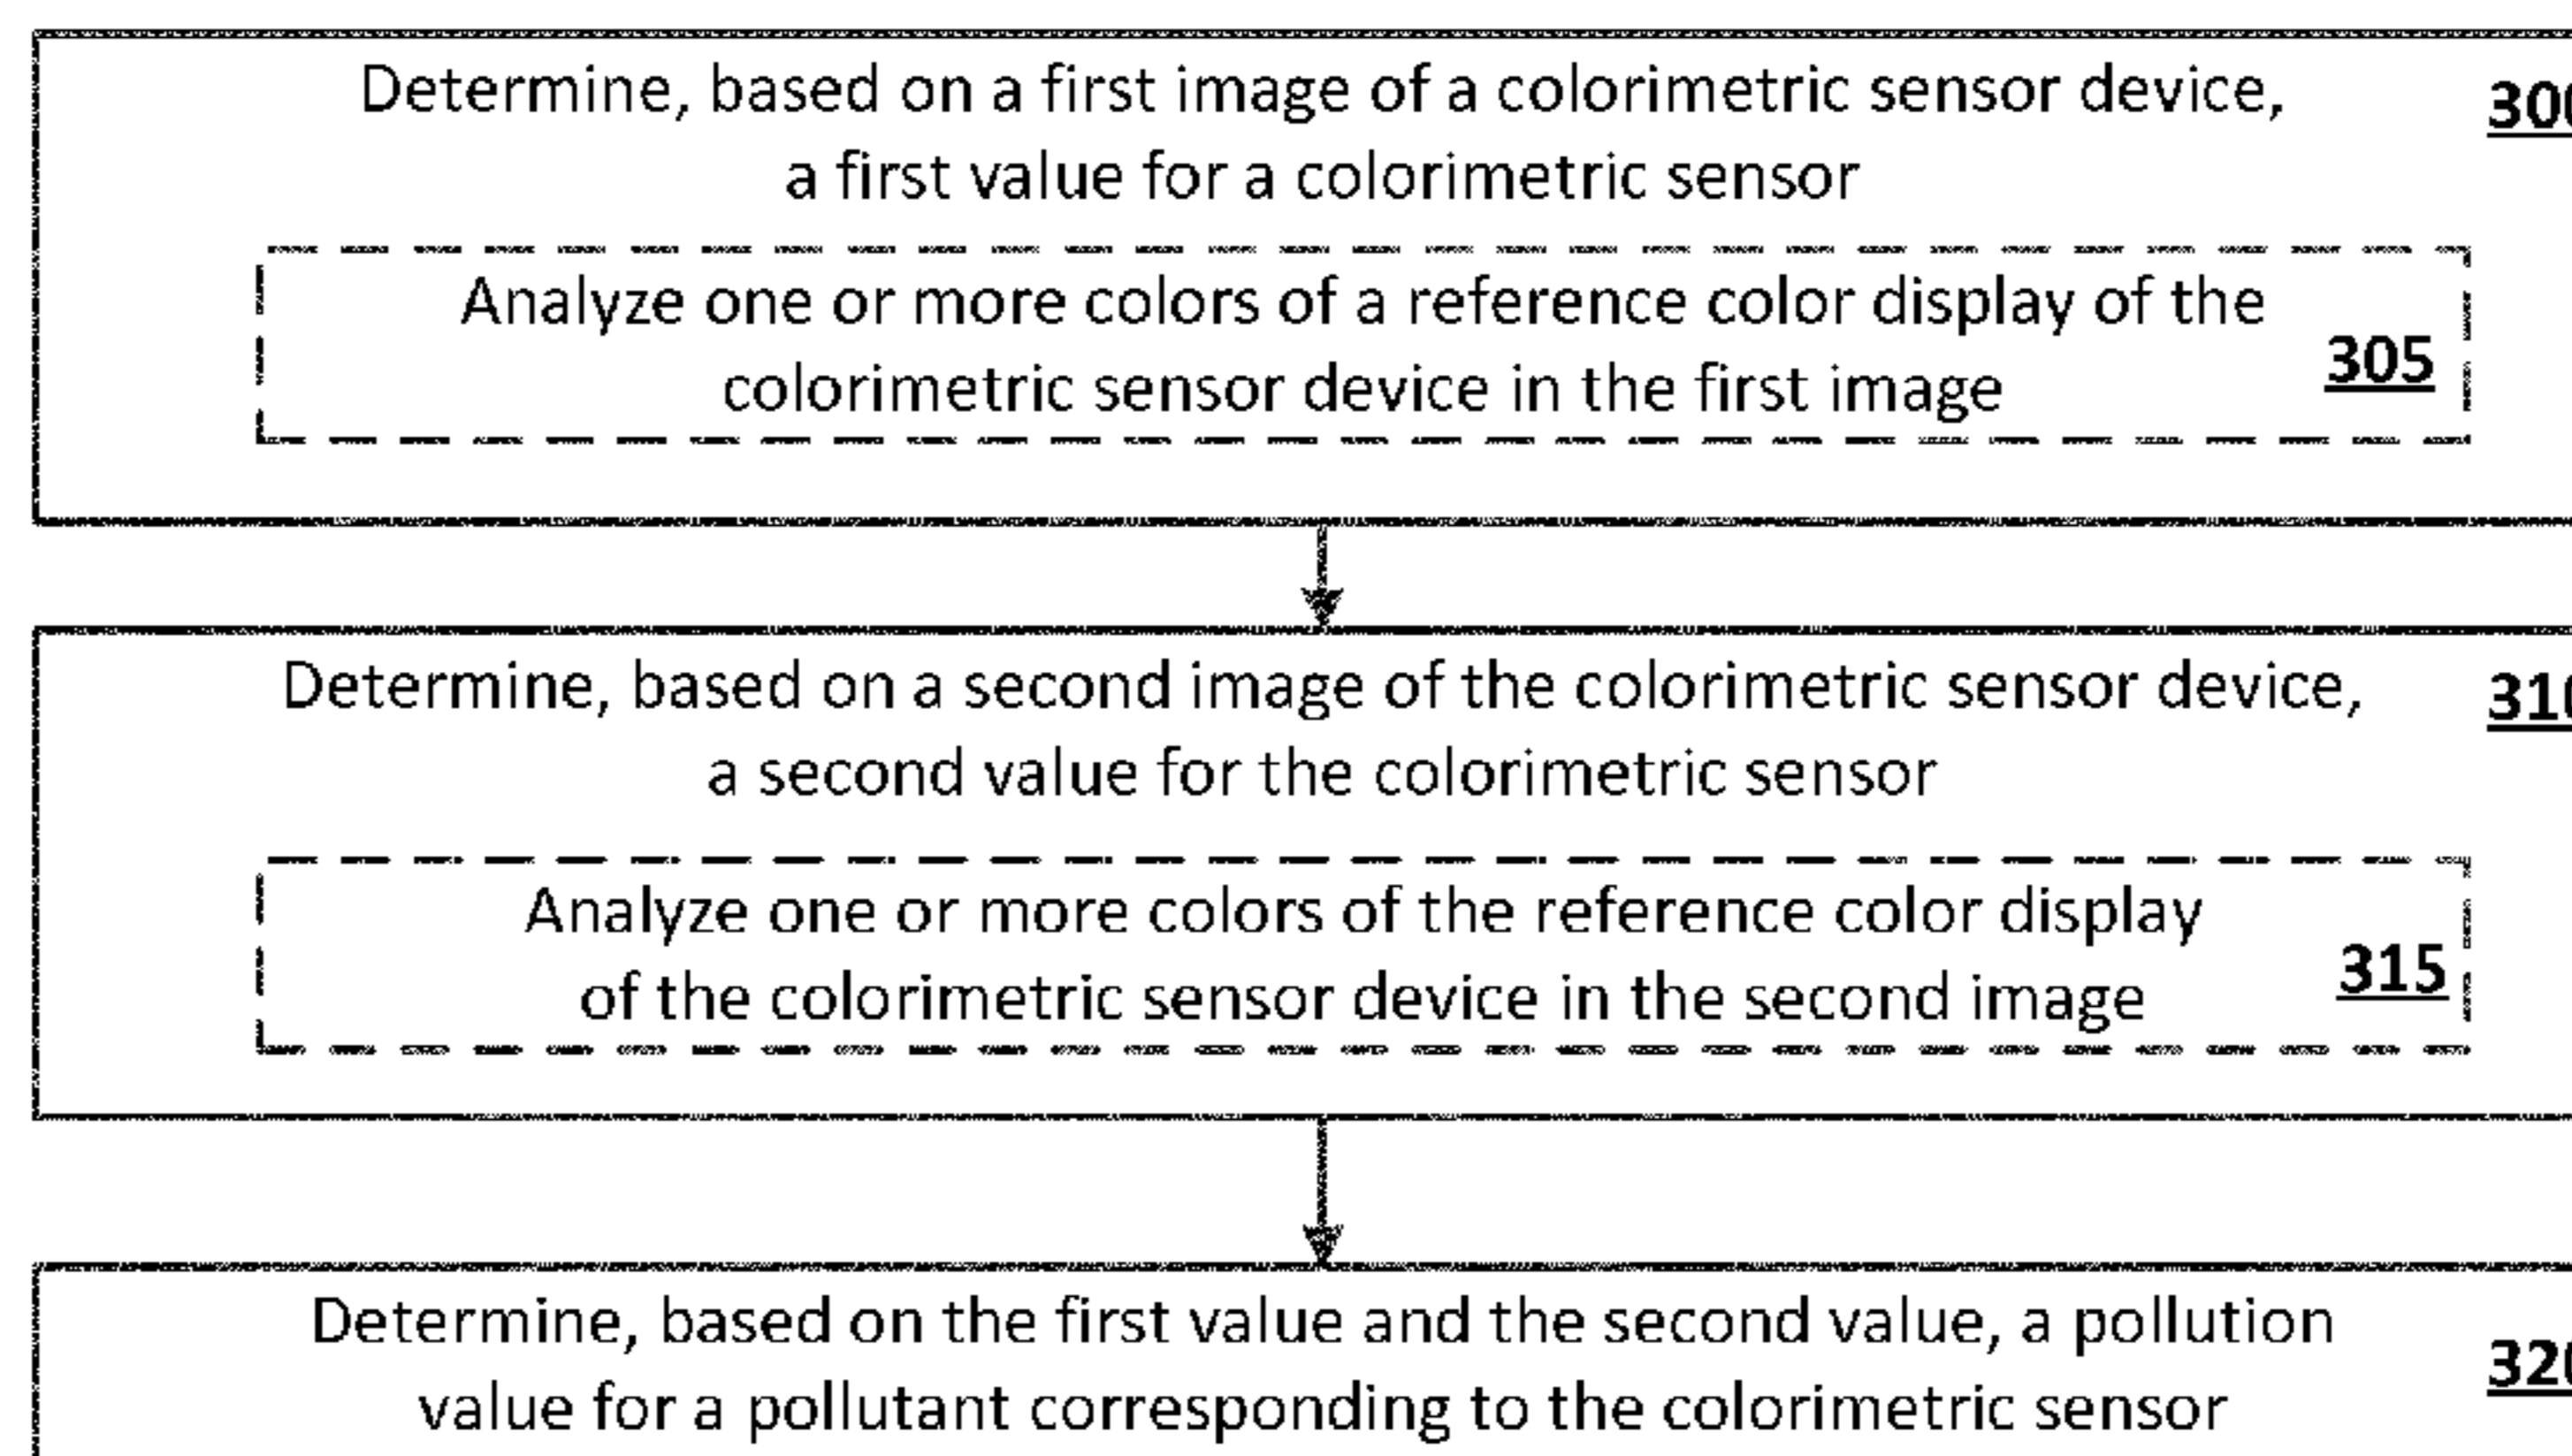 Determine, based on a first image of a colorimetric sensor device,
300
a first value for a colorimetric sensor
Analyze one or more colors of a reference color display of the
305
colorimetric sensor device in the first image
Determine, based on a second image of the colorimetric sensor device,
310
a second value for the colorimetric sensor
Analyze one or more colors of the reference color display
315
of the colorimetric sensor device in the second image
Determine, based on the first value and the second value, a pollution
320
value for a pollutant corresponding to the colorimetric sensor